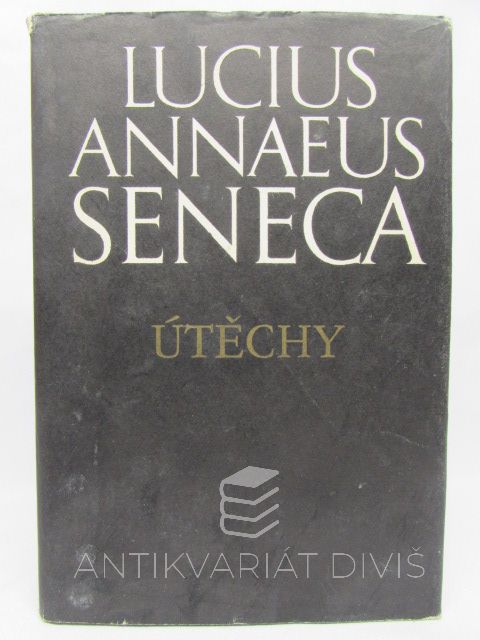 LUCIUS
ANNAEUS
SENECA
ÚTĚCHY
ANTIKVARIÁT DIVIŠ